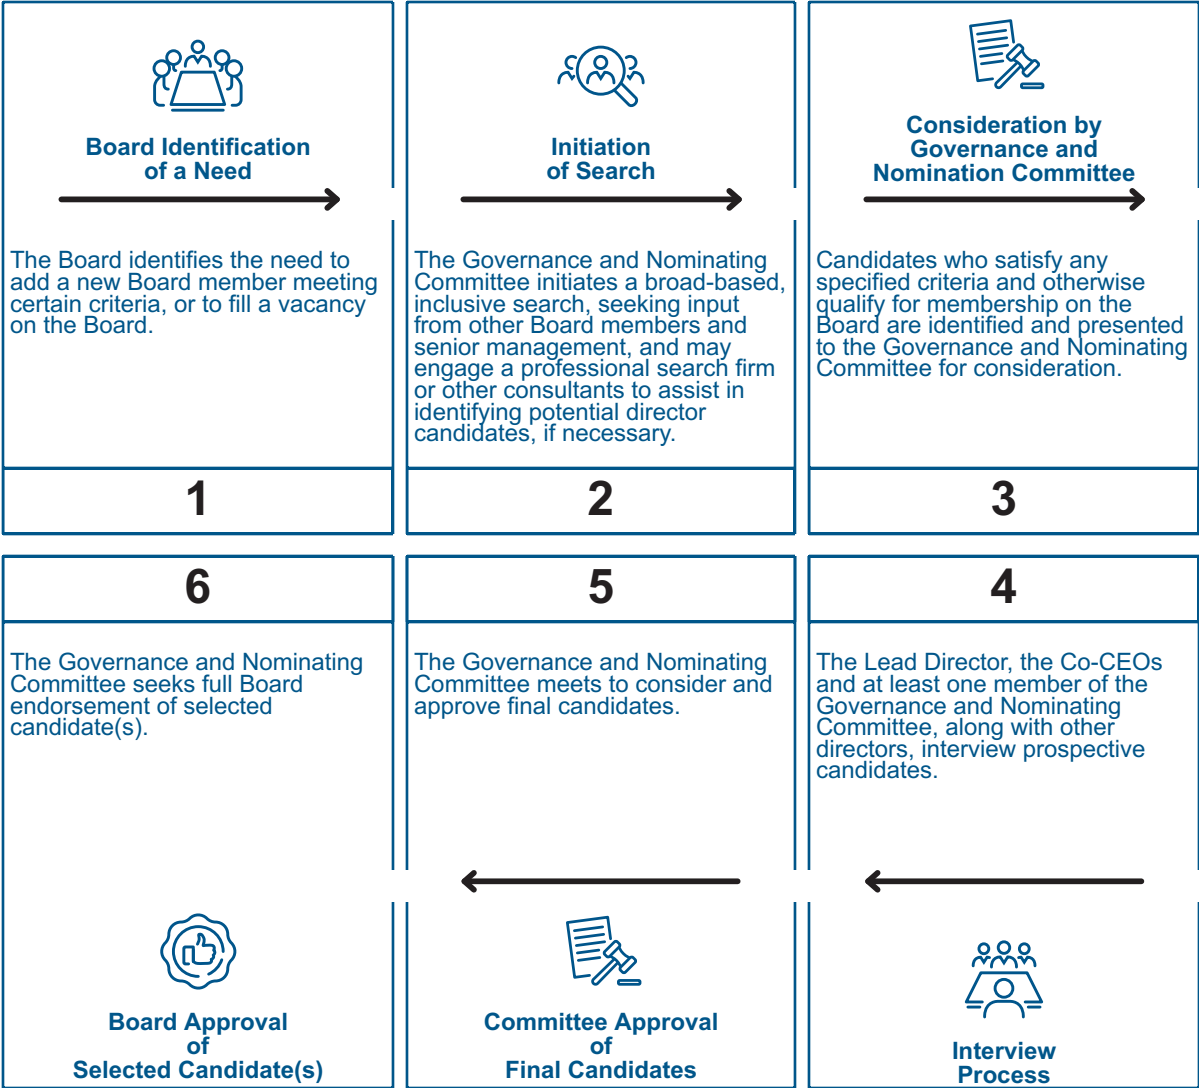 Board Identification
of a Need
The Board identifies the need to
add a new Board member meeting
certain criteria, or to fill a vacancy
on the Board.
1
Initiation
of Search
The Governance and Nominating
Committee initiates a broad-based,
inclusive search, seeking input
from other Board members and
senior management, and may
engage a professional search firm
or other consultants to assist in
identifying potential director
candidates, if necessary.
2
Consideration by
Governance and
Nomination Committee
Candidates who satisfy any
specified criteria and otherwise
qualify for membership on the
Board are identified and presented
to the Governance and Nominating
Committee for consideration.
3
4
The Lead Director, the Co-CEOs
and at least one member of the
Governance and Nominating
Committee, along with other
directors, interview prospective
candidates.
Interview
Process
5
The Governance and Nominating
Committee meets to consider and
approve final candidates.
Committee Approval
of
Final Candidates
6
The Governance and Nominating
Committee seeks full Board
endorsement of selected
candidate(s).
Board Approval
of
Selected Candidate(s)